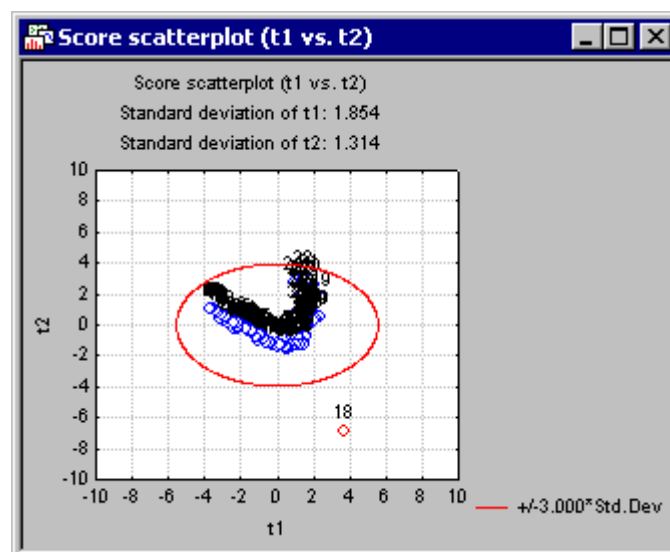 Score scatterplot (t1 vs. t2)
Score scatterplot (t1 vs. t2)
Standard deviation of t1: 1.854
Standard deviation of t2: 1.314
10
8
6
4
2
0
-2
-4
-6
-8
-10
t2
18
-10 -8 -6 -4 -2 0 2 4 6 8 10
t1
+/-3.000*Std.Dev